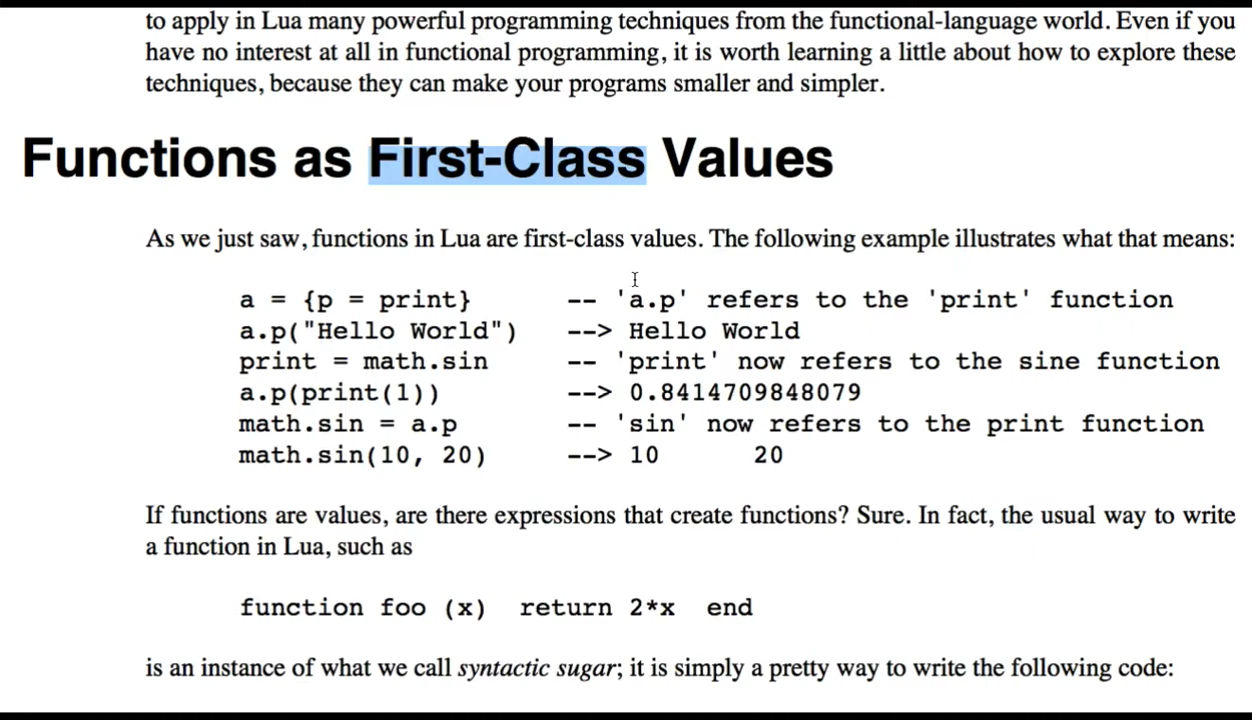 to apply in Lua many powerful programming techniques from the functional-language world. Even if you
have no interest at all in functional programming, it is worth learning a little about how to explore these
techniques, because they can make your programs smaller and simpler.
Functions as First-Class Values
As we just saw, functions in Lua are first-class values. The following example illustrates what that means:
a = {p = print}          -- 'a.p' refers to the 'print' function
a.p("Hello World")       --> Hello World
print = math.sin         -- 'print' now refers to the sine function
a.p(print(1))            --> 0.8414709848079
math.sin = a.p           -- 'sin' now refers to the print function
math.sin(10, 20)         --> 10      20
If functions are values, are there expressions that create functions? Sure. In fact, the usual way to write
a function in Lua, such as
function foo (x)  return 2*x  end
is an instance of what we call syntactic sugar; it is simply a pretty way to write the following code: